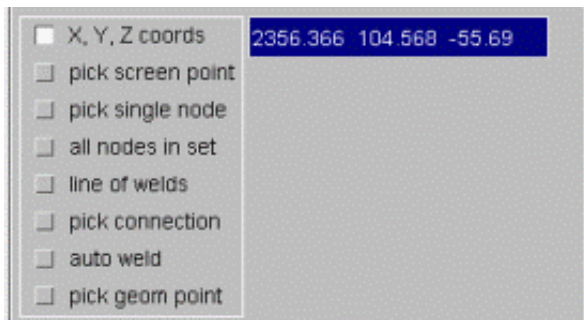 X, Y, Z coords 2356.366 104.568 -55.69
pick screen point
pick single node
all nodes in set
line of welds
pick connection
auto weld
pick geom point